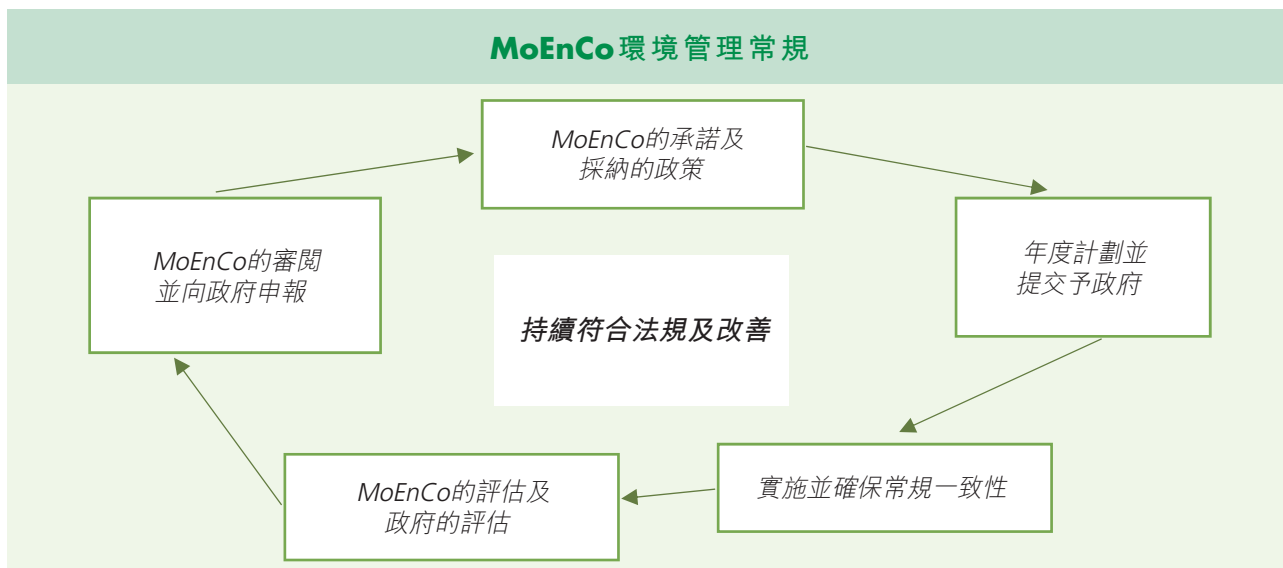 MoEnCo環境管理常規
MoEnCo的承諾及
採納的政策
年度計劃並
提交予政府
實施並確保常規一致性
MoEnCo的評估及
政府的評估
MoEnCo的審閱
並向政府申報
持續符合法規及改善